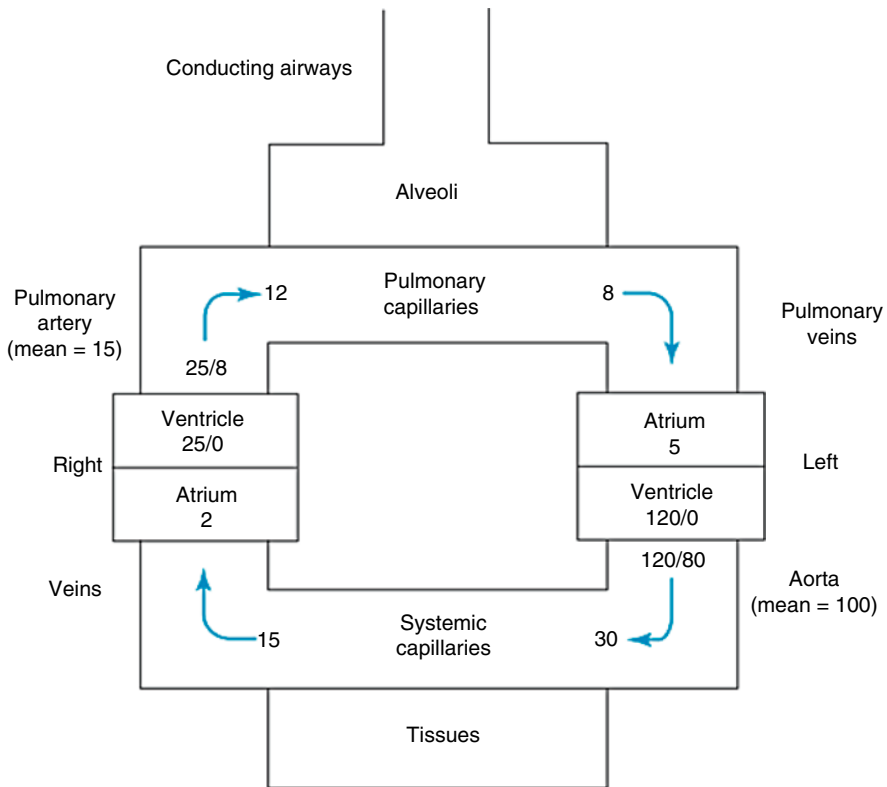 Conducting airways
Alveoli
Pulmonary
artery
(mean = 15)
12
Pulmonary
capillaries
8
Pulmonary
veins
25/8
Ventricle
25/0
Right
Atrium
2
Atrium
5
Left
Ventricle
120/0
Veins
120/80
Aorta
(mean = 100)
15
Systemic
capillaries
30
Tissues